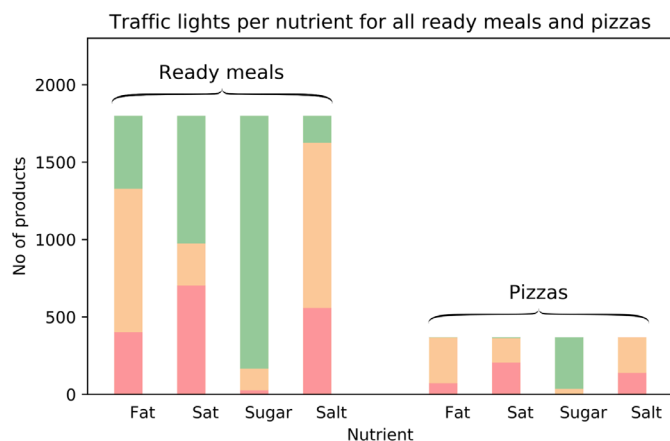 Traffic lights per nutrient for all ready meals and pizzas
Ready meals
Pizzas
2000
1500
1000
500
0
No of products
Fat Sat Sugar Salt Fat Sat Sugar Salt
Nutrient